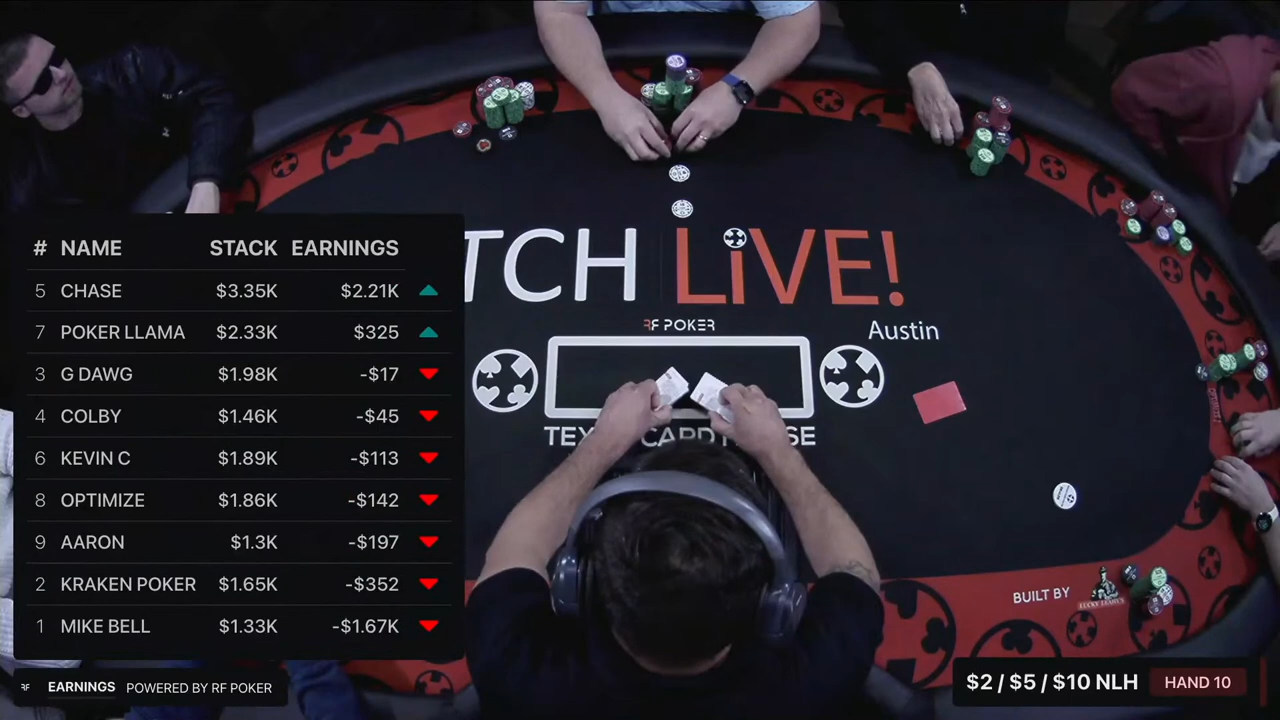 # NAME STACK EARNINGS
5 CHASE $3.35K $2.21K
7 POKER LLAMA $2.33K $325
3 G DAWG $1.98K -$17
4 COLBY $1.46K -$45
6 KEVIN C $1.89K -$113
8 OPTIMIZE $1.86K -$142
9 AARON $1.3K -$197
2 KRAKEN POKER $1.65K -$352
1 MIKE BELL $1.33K -$1.67K
TCH LiVE!
RF POKER
Austin
BUILT BY
LUCKY JAMES
RF EARNINGS POWERED BY RF POKER
$2 / $5 / $10 NLH HAND 10